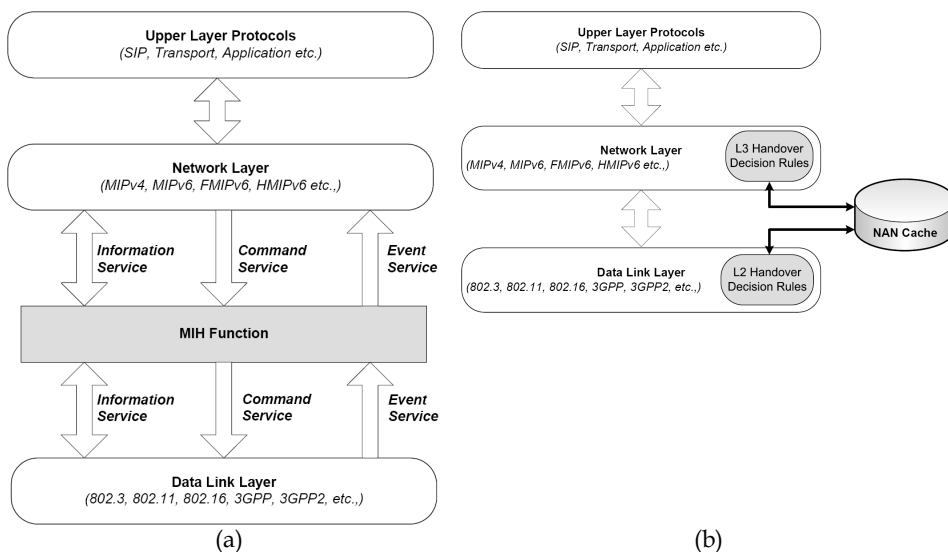 Upper Layer Protocols
(SIP, Transport, Application etc.)
Network Layer
(MIPv4, MIPv6, FMIPv6, HMIPv6 etc.,)
Information
Service
Command
Service
Event
Service
MIH Function
Information
Service
Command
Service
Event
Service
Data Link Layer
(802.3, 802.11, 802.16, 3GPP, 3GPP2, etc.,)
(a)
Upper Layer Protocols
(SIP, Transport, Application etc.)
Network Layer
(MIPv4, MIPv6, FMIPv6, HMIPv6 etc.,)
L3 Handover
Decision Rules
NAN Cache
Data Link Layer
(802.3, 802.11, 802.16, 3GPP, 3GPP2, etc.,)
L2 Handover
Decision Rules
(b)